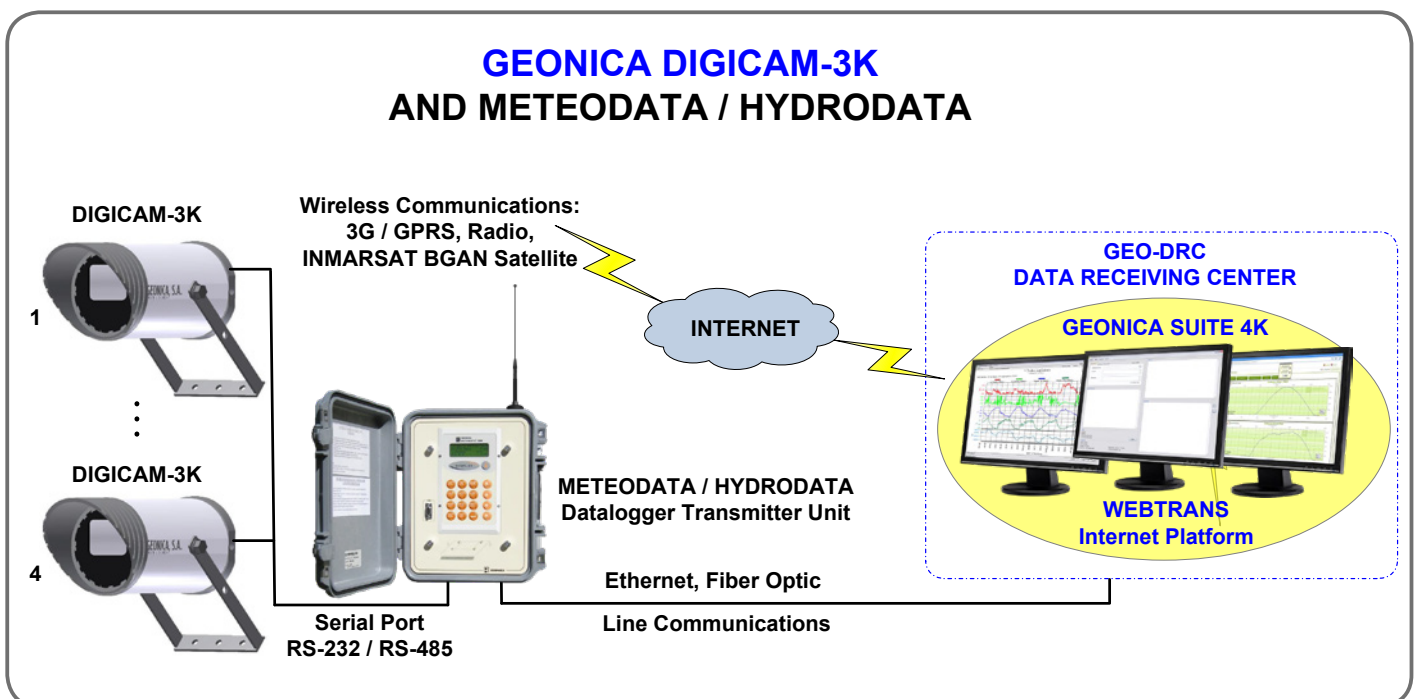 GEONICA DIGICAM-3K
AND METEODATA / HYDRODATA
DIGICAM-3K
GEONICA, S.A.
1
DIGICAM-3K
GEONICA, S.A.
4
Wireless Communications:
3G / GPRS, Radio,
INMARSAT BGAN Satellite
INTERNET
GEO-DRC
DATA RECEIVING CENTER
GEONICA SUITE 4K
WEBTRANS
Internet Platform
METEODATA / HYDRODATA
Datalogger Transmitter Unit
Ethernet, Fiber Optic
Line Communications
Serial Port
RS-232 / RS-485